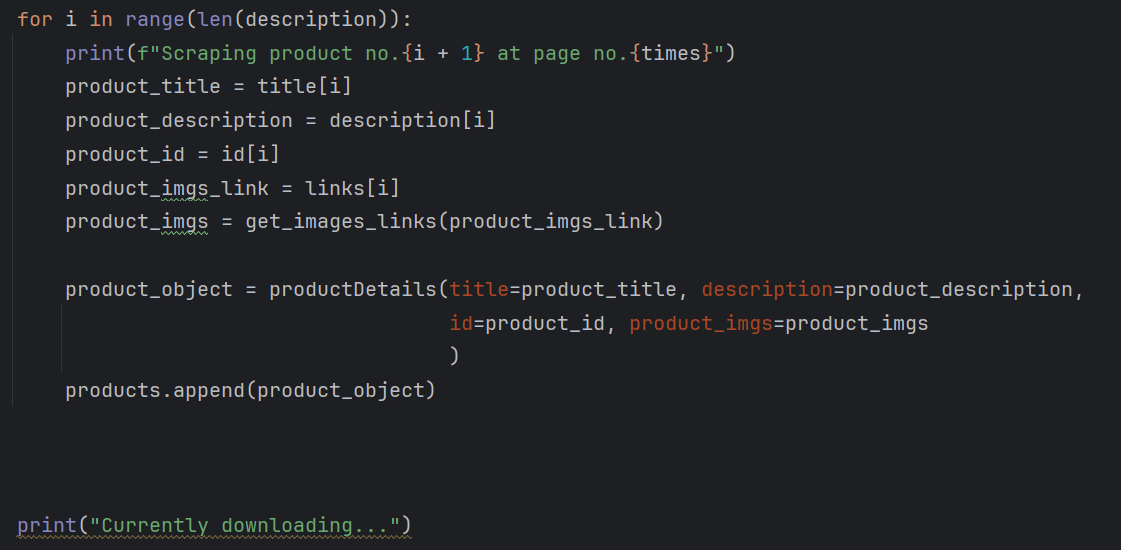 for i in range(len(description)):
    print(f"Scraping product no.{i + 1} at page no.{times}")
    product_title = title[i]
    product_description = description[i]
    product_id = id[i]
    product_imgs_link = links[i]
    product_imgs = get_images_links(product_imgs_link)
    product_object = productDetails(title=product_title, description=product_description,
                                    id=product_id, product_imgs=product_imgs
                                    )
    products.append(product_object)
print("Currently downloading...")